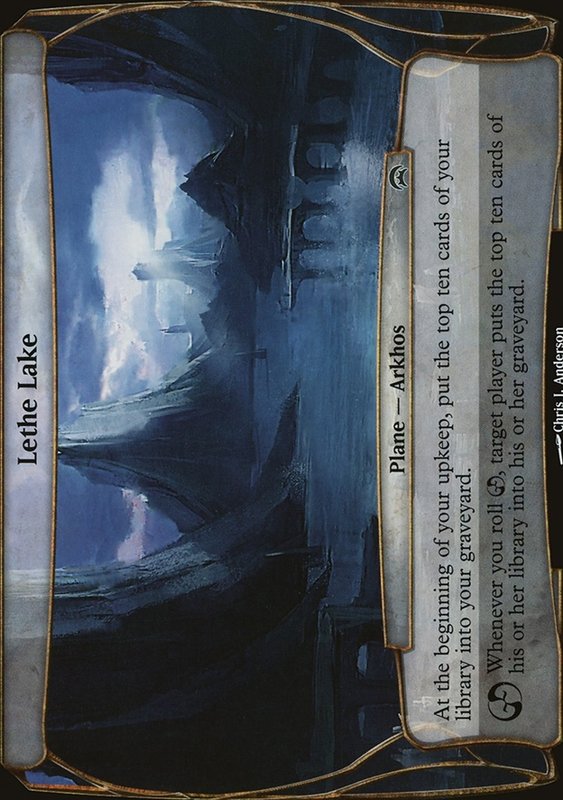 Lethe Lake
Plane — Arkhos
At the beginning of your upkeep, put the top ten cards of your
library into your graveyard.
Whenever you roll , target player puts the top ten cards of
his or her library into his or her graveyard.
Chris J. Anderson